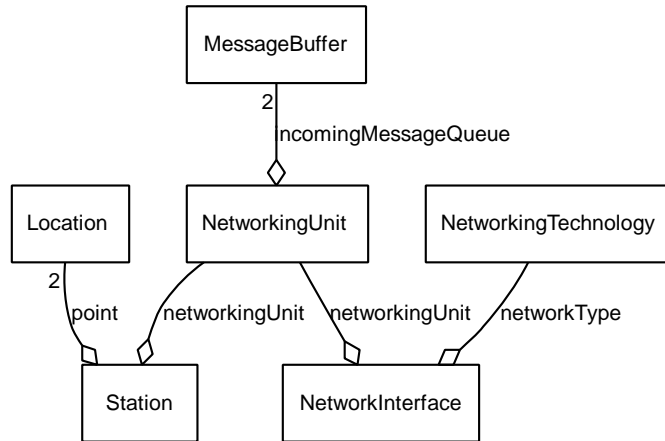 MessageBuffer
2
incomingMessageQueue
Location
NetworkingUnit
NetworkingTechnology
2
point
networkingUnit
networkingUnit
networkType
Station
NetworkInterface